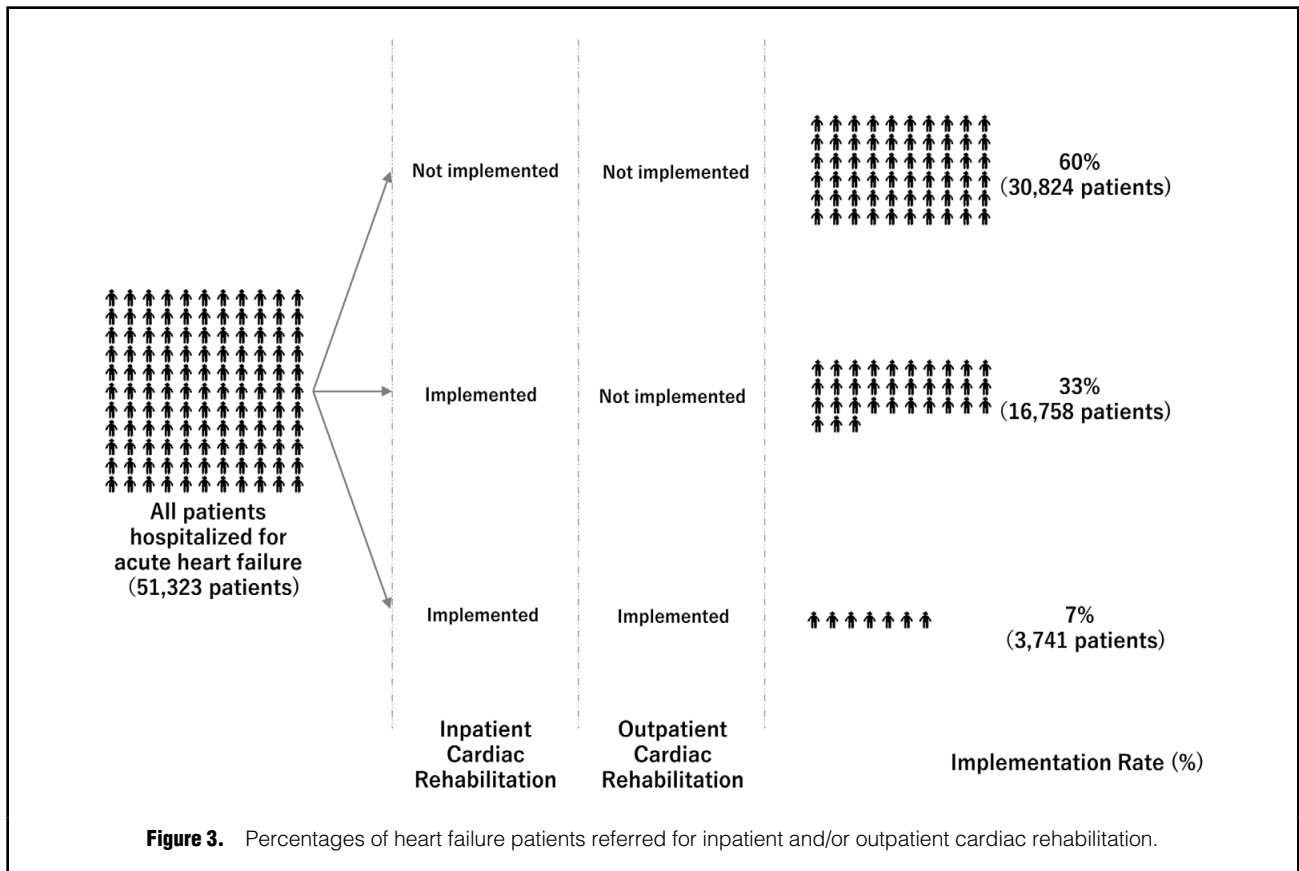 Not implemented
Not implemented
60%
(30,824 patients)
Implemented
Not implemented
33%
(16,758 patients)
All patients
hospitalized for
acute heart failure
(51,323 patients)
Implemented
Implemented
7%
(3,741 patients)
Inpatient
Cardiac
Rehabilitation
Outpatient
Cardiac
Rehabilitation
Implementation Rate (%)
Figure 3. Percentages of heart failure patients referred for inpatient and/or outpatient cardiac rehabilitation.